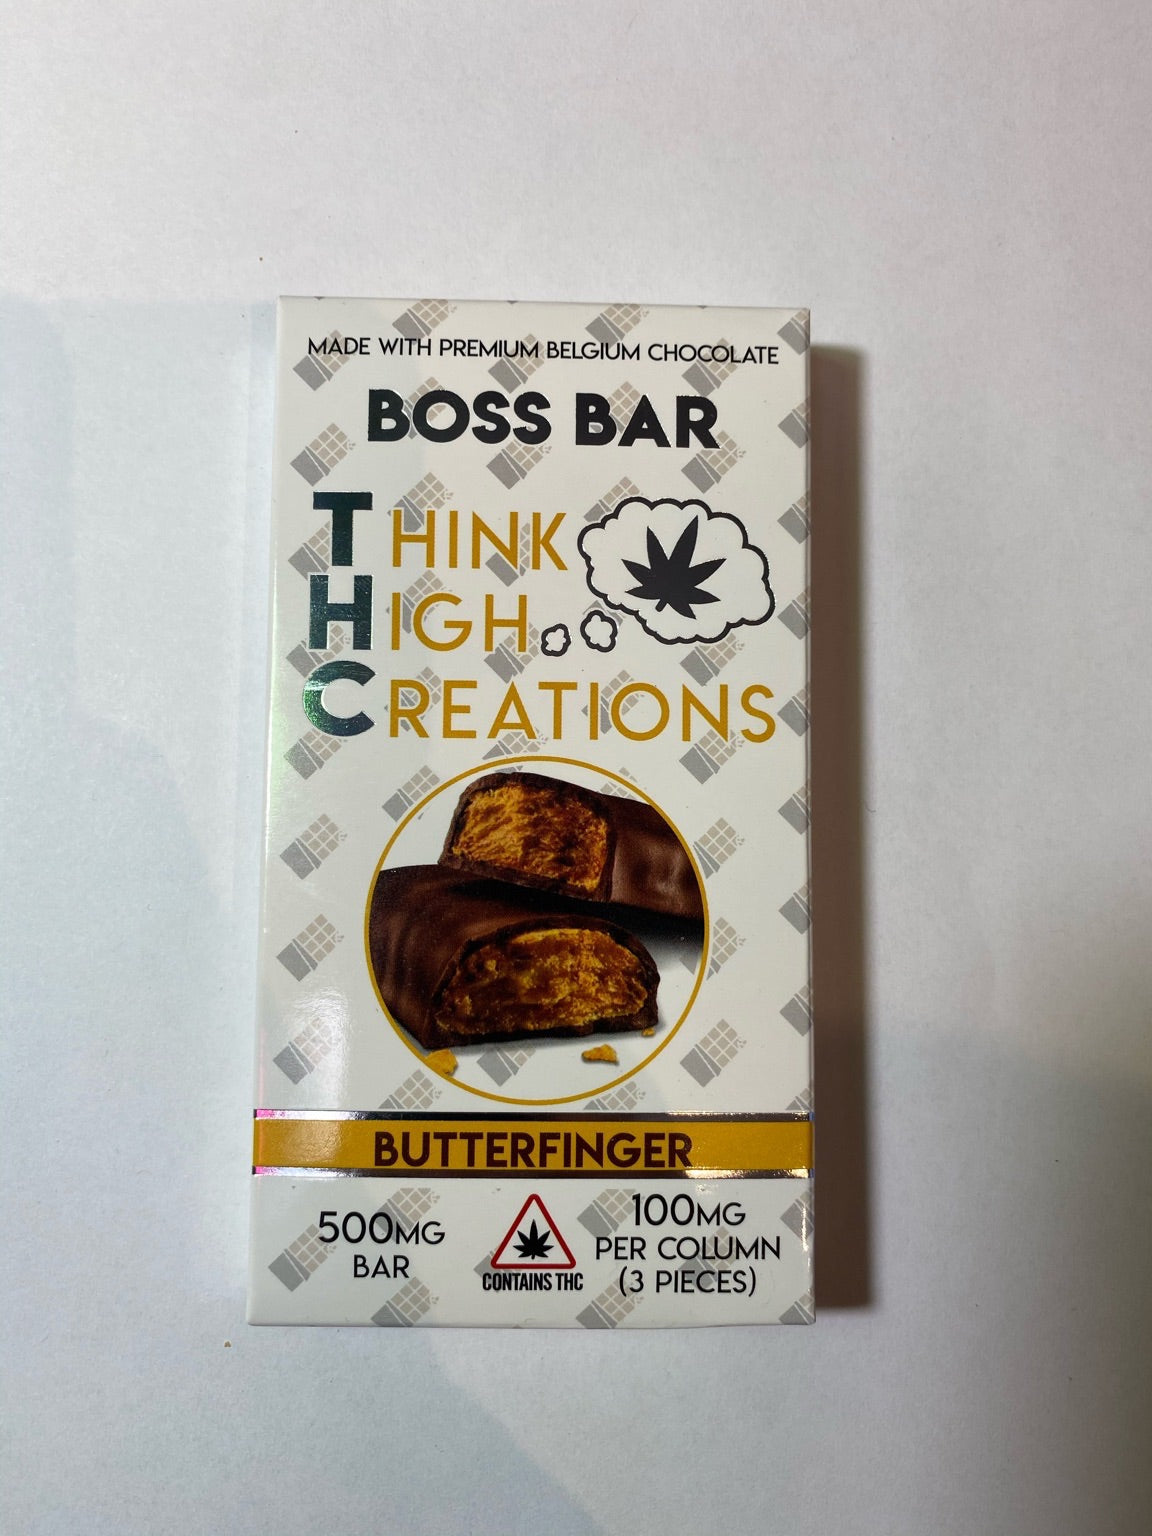 MADE WITH PREMIUM BELGIUM CHOCOLATE
BOSS BAR
THINK
HIGH
CREATIONS
BUTTERFINGER
500MG
BAR
CONTAINS THC
100MG
PER COLUMN
(3 PIECES)